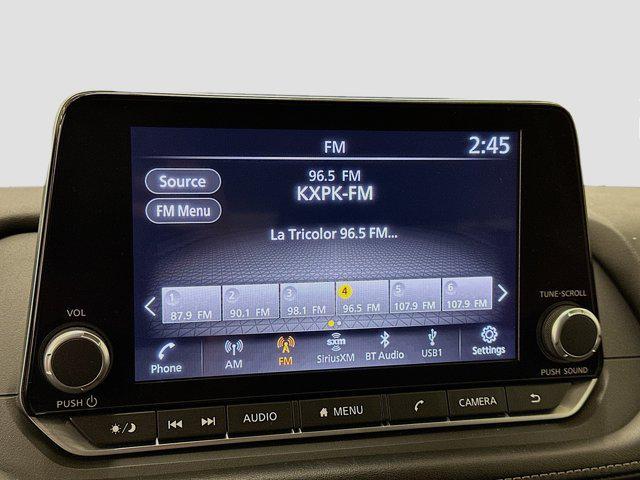 FM 2:45
96.5 FM
Source KXPK-FM
FM Menu
La Tricolor 96.5 FM...
1 2 3 4 5 6
87.9 FM 90.1 FM 98.1 FM 96.5 FM 107.9 FM 107.9 FM
Phone AM FM sxm SiriusXM BT Audio USB1 Settings
VOL
PUSH
TUNE·SCROLL
PUSH SOUND
AUDIO MENU CAMERA